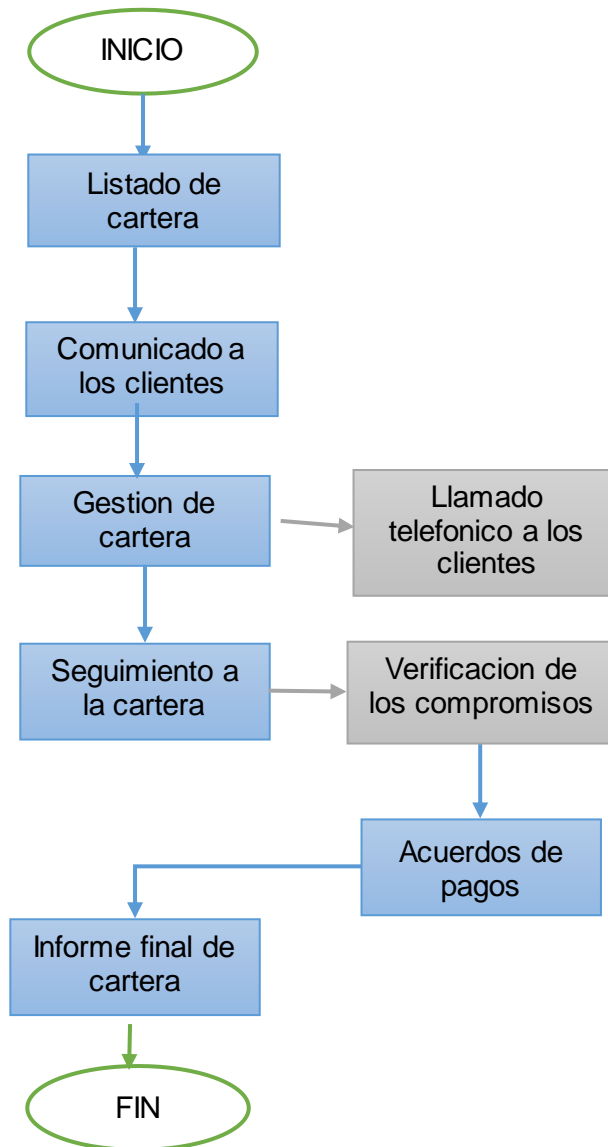 INICIO
Listado de
cartera
Comunicado a
los clientes
Gestion de
cartera
Llamado
telefonico a los
clientes
Seguimiento a
la cartera
Verificacion de
los compromisos
Acuerdos de
pagos
Informe final de
cartera
FIN